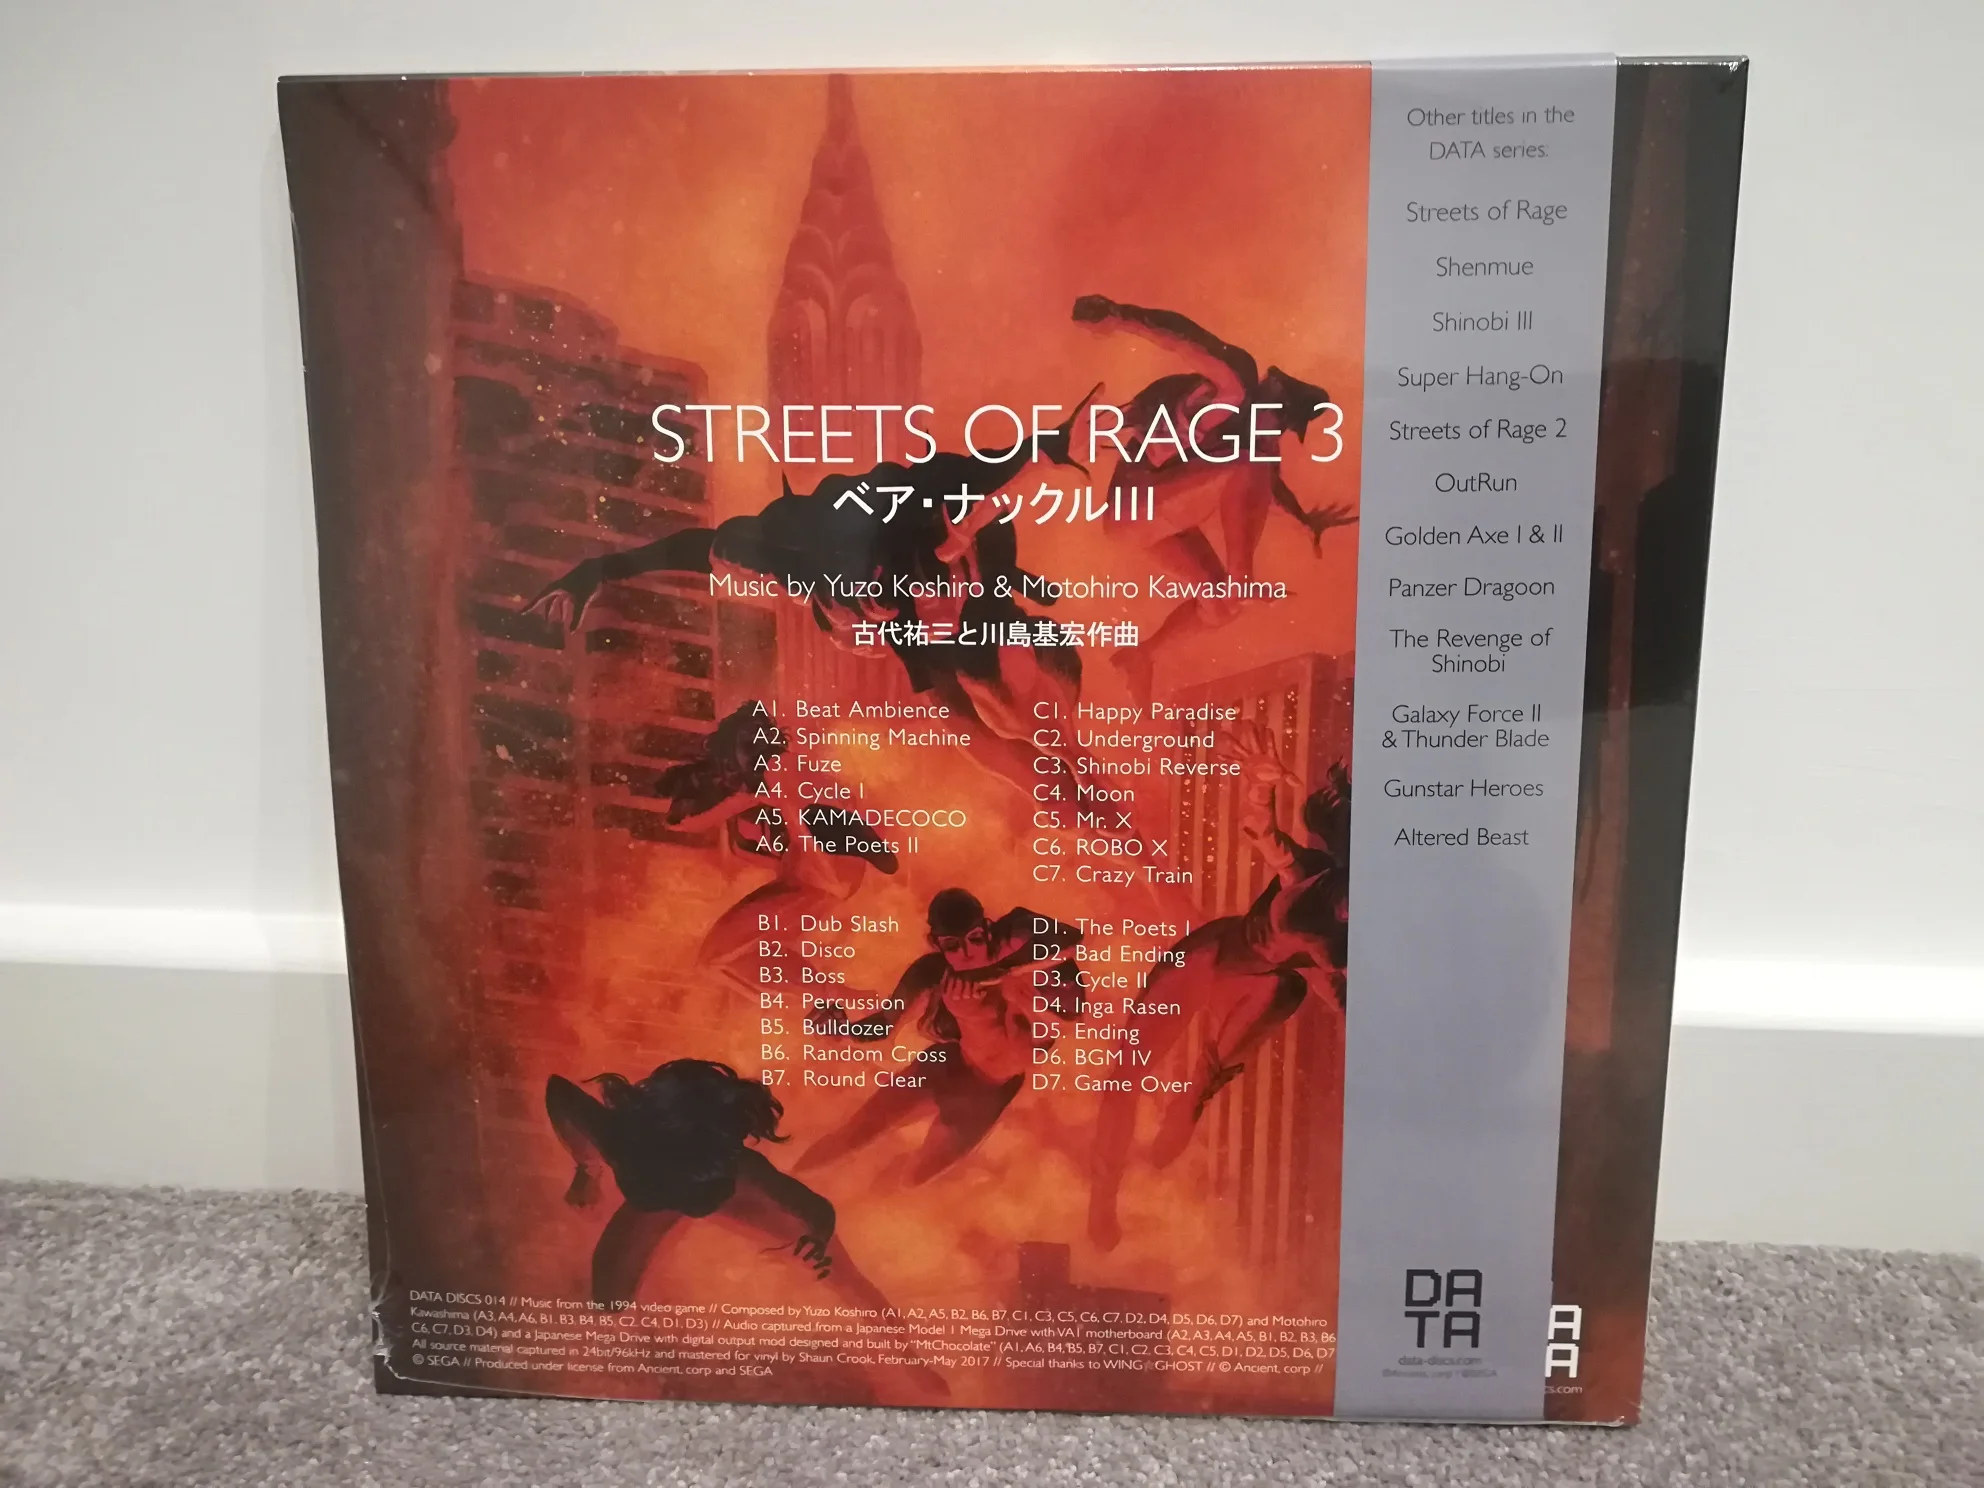 STREETS OF RAGE 3
ベア・ナックルIII
Music by Yuzo Koshiro & Motohiro Kawashima
古代祐三と川島基宏作曲
A1. Beat Ambience
A2. Spinning Machine
A3. Fuze
A4. Cycle I
A5. KAMADECOCO
A6. The Poets II
B1. Dub Slash
B2. Disco
B3. Boss
B4. Percussion
B5. Bulldozer
B6. Random Cross
B7. Round Clear
C1. Happy Paradise
C2. Underground
C3. Shinobi Reverse
C4. Moon
C5. Mr. X
C6. ROBO X
C7. Crazy Train
D1. The Poets I
D2. Bad Ending
D3. Cycle II
D4. Inga Rasen
D5. Ending
D6. BGM IV
D7. Game Over
DATA DISCS 014 // Music from the 1994 video game // Composed by Yuzo Koshiro (A1, A2, A5, B2, B6, B7, C1, C3, C5, C6, C7, D2, D4, D5, D6, D7) and Motohiro
Kawashima (A3, A4, A6, B1, B3, B4, B5, C2, C4, D1, D3) // Audio captured from a Japanese Model 1 Mega Drive with VA1 motherboard (A2, A3, A4, A5, B1, B2, B3, B6
C6, C7, D3, D4) and a Japanese Mega Drive with digital output mod designed and built by "MtChocolate" (A1, A6, B4, B5, B7, C1, C2, C3, C4, C5, D1, D2, D5, D6, D7
All source material captured in 24bit/96kHz and mastered for vinyl by Shaun Crook, February-May 2017 // Special thanks to WING☆GHOST // © Ancient, corp //
© SEGA // Produced under license from Ancient, corp and SEGA
Other titles in the
DATA series:
Streets of Rage
Shenmue
Shinobi III
Super Hang-On
Streets of Rage 2
OutRun
Golden Axe I & II
Panzer Dragoon
The Revenge of
Shinobi
Galaxy Force II
& Thunder Blade
Gunstar Heroes
Altered Beast
DA
TA
data-discs.com
A
A
cs.com